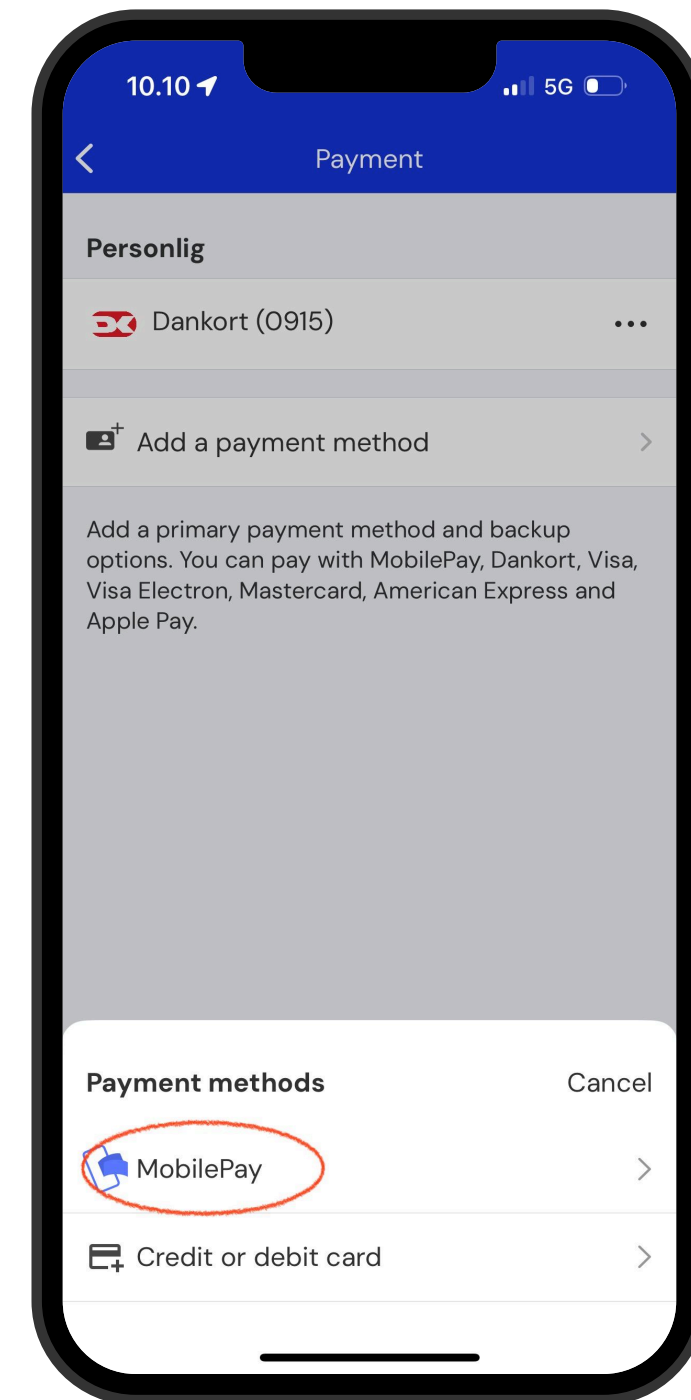 10.10
5G
Payment
Personlig
Dankort (0915)
Add a payment method
Add a primary payment method and backup
options. You can pay with MobilePay, Dankort, Visa,
Visa Electron, Mastercard, American Express and
Apple Pay.
Payment methods
Cancel
MobilePay
Credit or debit card